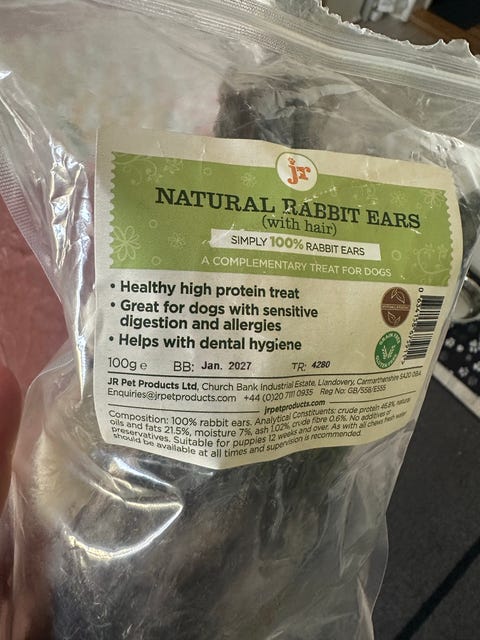 jr
NATURAL RABBIT EARS
(with hair)
SIMPLY 100% RABBIT EARS
A COMPLEMENTARY TREAT FOR DOGS
• Healthy high protein treat
• Great for dogs with sensitive
digestion and allergies
• Helps with dental hygiene
100g e BB: Jan. 2027 TR: 4280
JR Pet Products Ltd, Church Bank Industrial Estate, Llandovery, Carmarthenshire SA20 0BA
Enquiries@jrpetproducts.com +44 (0)20 7111 0935 Reg No: GB/558/E555
jrpetproducts.com
Composition: 100% rabbit ears. Analytical Constituents: crude protein 46.8%, natural
oils and fats 21.5%, moisture 7%, ash 1.02%, crude fibre 0.6%. No additives or
preservatives. Suitable for puppies 12 weeks and over. As with all chews fresh water
should be available at all times and supervision is recommended.